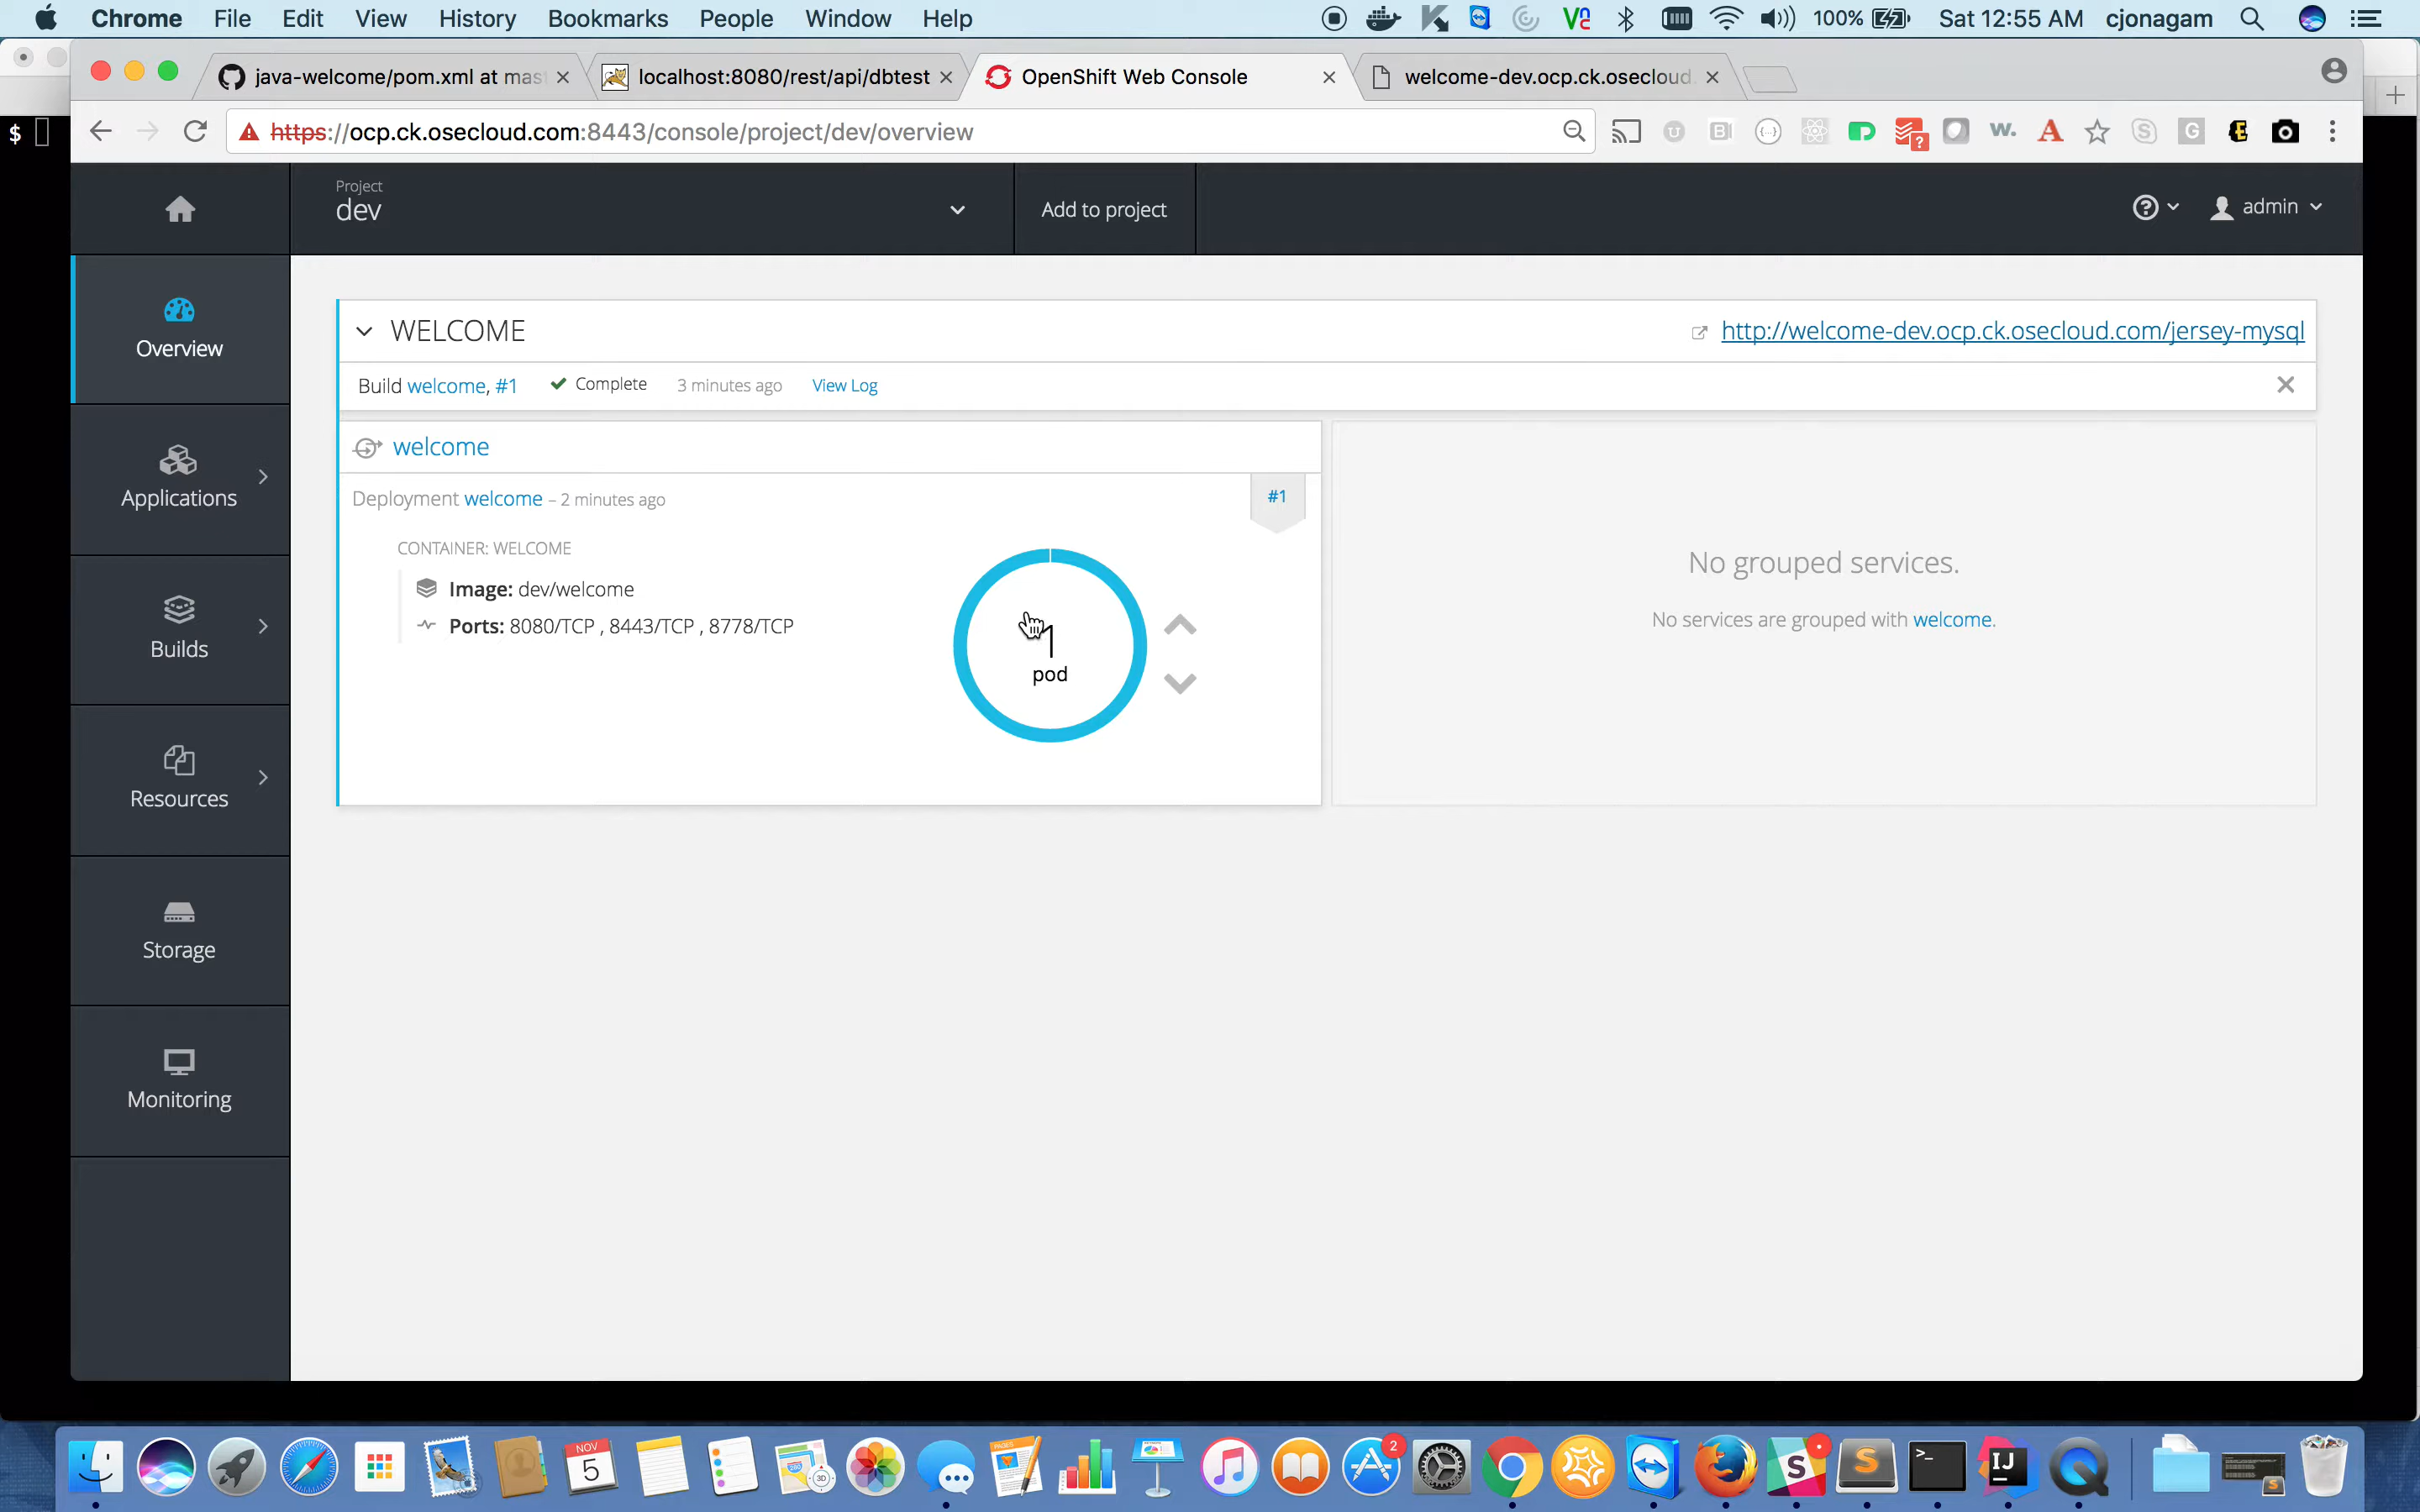 Chrome File Edit View History Bookmarks People Window Help 100% Sat 12:55 AM cjonagam
java-welcome/pom.xml at mas localhost:8080/rest/api/dbtest OpenShift Web Console welcome-dev.ocp.ck.osecloud.
$ https://ocp.ck.osecloud.com:8443/console/project/dev/overview
Project
dev
Add to project
admin
Overview
Applications
Builds
Resources
Storage
Monitoring
WELCOME http://welcome-dev.ocp.ck.osecloud.com/jersey-mysql
Build welcome, #1 Complete 3 minutes ago View Log
welcome
Deployment welcome – 2 minutes ago #1
CONTAINER: WELCOME
Image: dev/welcome
Ports: 8080/TCP , 8443/TCP , 8778/TCP
1
pod
No grouped services.
No services are grouped with welcome.
NOV
5
PAGES
3D
2
S
S
>_
IJ